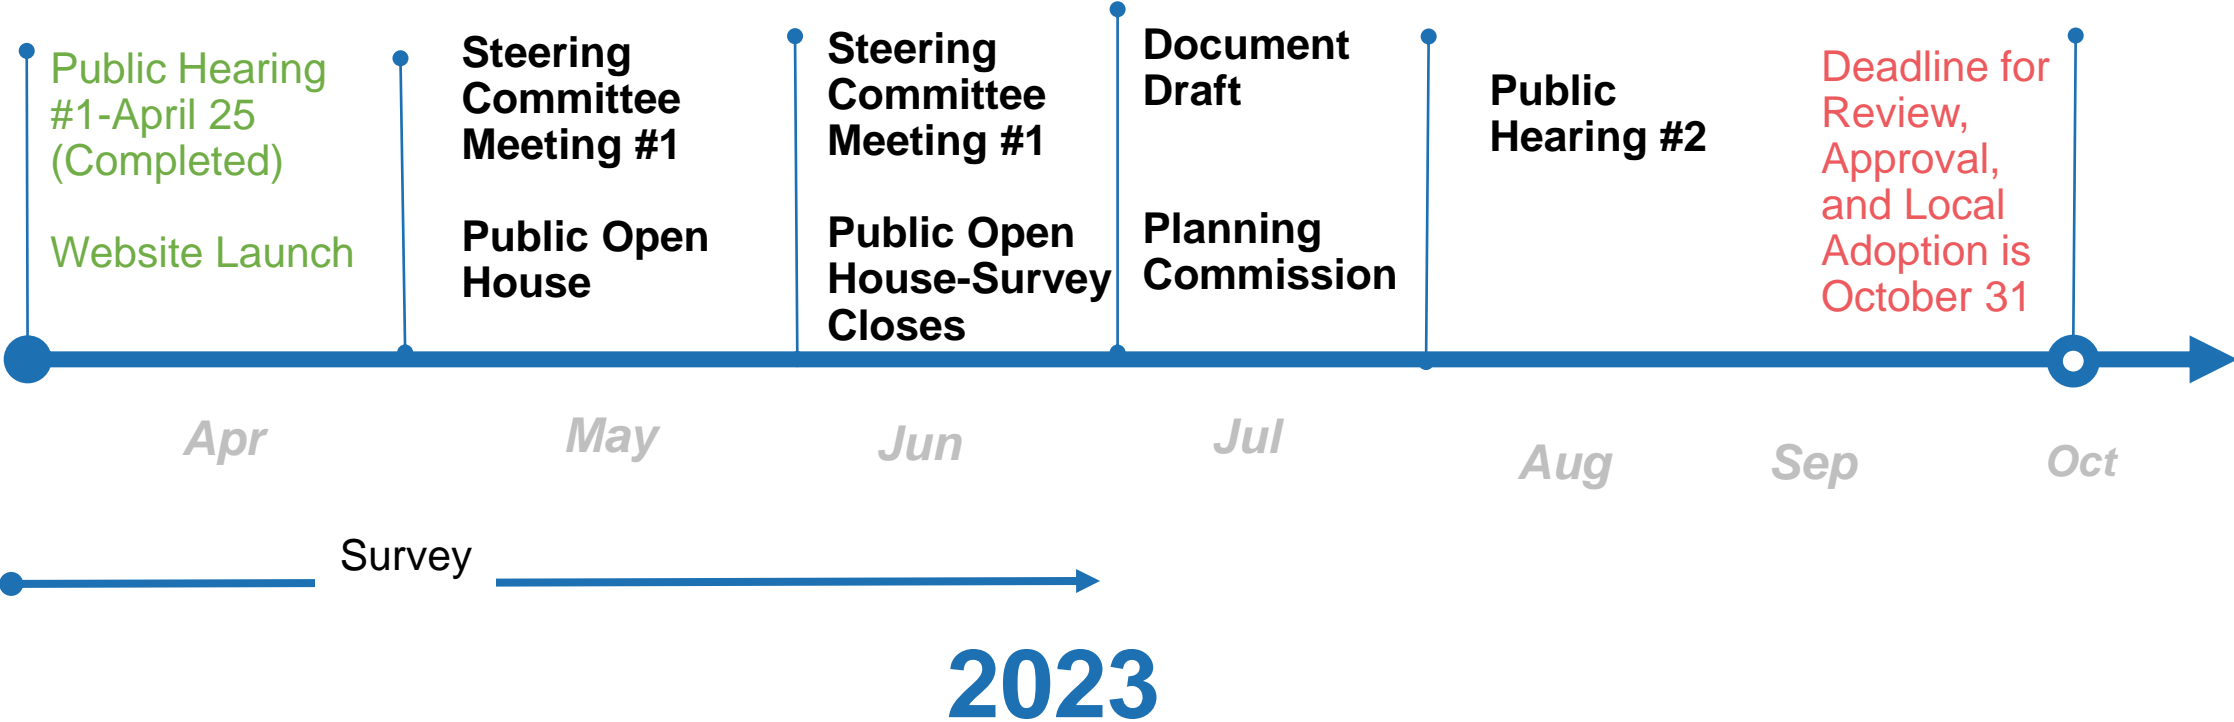 Public Hearing
#1-April 25
(Completed)
Website Launch
Steering
Committee
Meeting #1
Public Open
House
Steering
Committee
Meeting #1
Public Open
House-Survey
Closes
Document
Draft
Planning
Commission
Public
Hearing #2
Deadline for
Review,
Approval,
and Local
Adoption is
October 31
Apr
May
Jun
Jul
Aug
Sep
Oct
Survey
2023